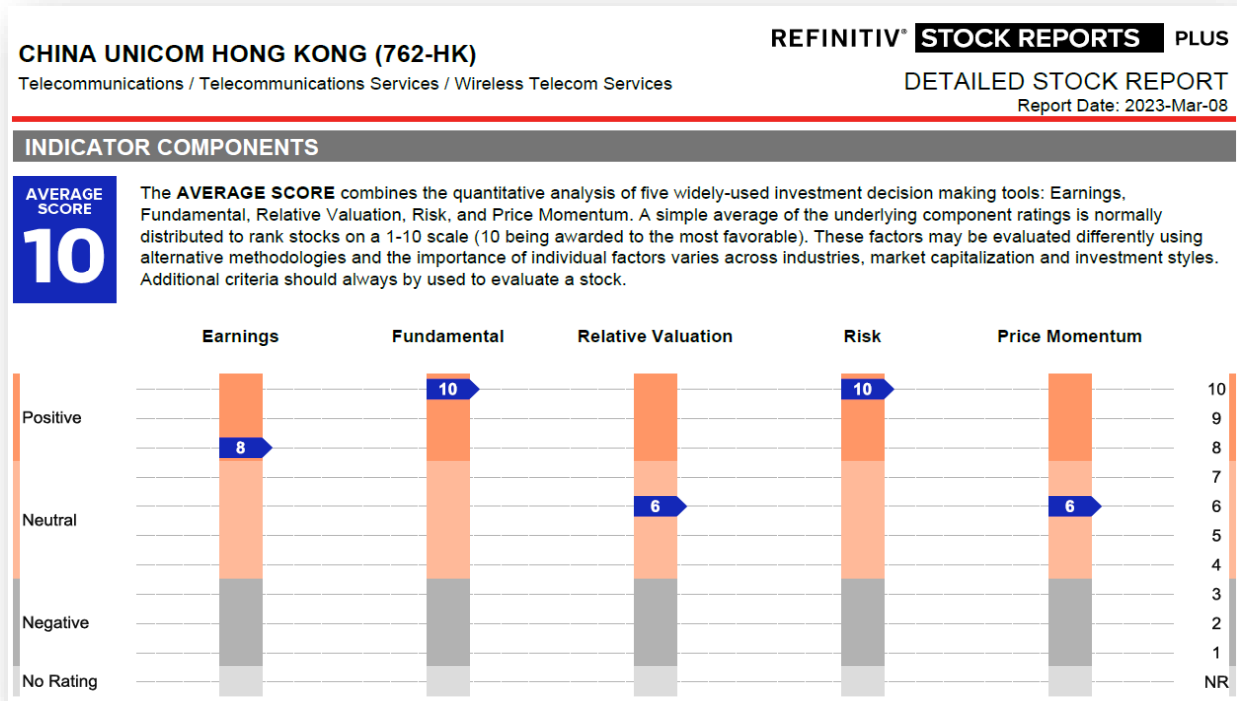 REFINITIV® STOCK REPORTS PLUS
CHINA UNICOM HONG KONG (762-HK)
Telecommunications / Telecommunications Services / Wireless Telecom Services
DETAILED STOCK REPORT
Report Date: 2023-Mar-08
INDICATOR COMPONENTS
AVERAGE
SCORE
10
The AVERAGE SCORE combines the quantitative analysis of five widely-used investment decision making tools: Earnings,
Fundamental, Relative Valuation, Risk, and Price Momentum. A simple average of the underlying component ratings is normally
distributed to rank stocks on a 1-10 scale (10 being awarded to the most favorable). These factors may be evaluated differently using
alternative methodologies and the importance of individual factors varies across industries, market capitalization and investment styles.
Additional criteria should always by used to evaluate a stock.
Earnings Fundamental Relative Valuation Risk Price Momentum
10 10 10
Positive 9
8 8
7
6 6 6
Neutral
5
4
3
Negative 2
1
No Rating NR